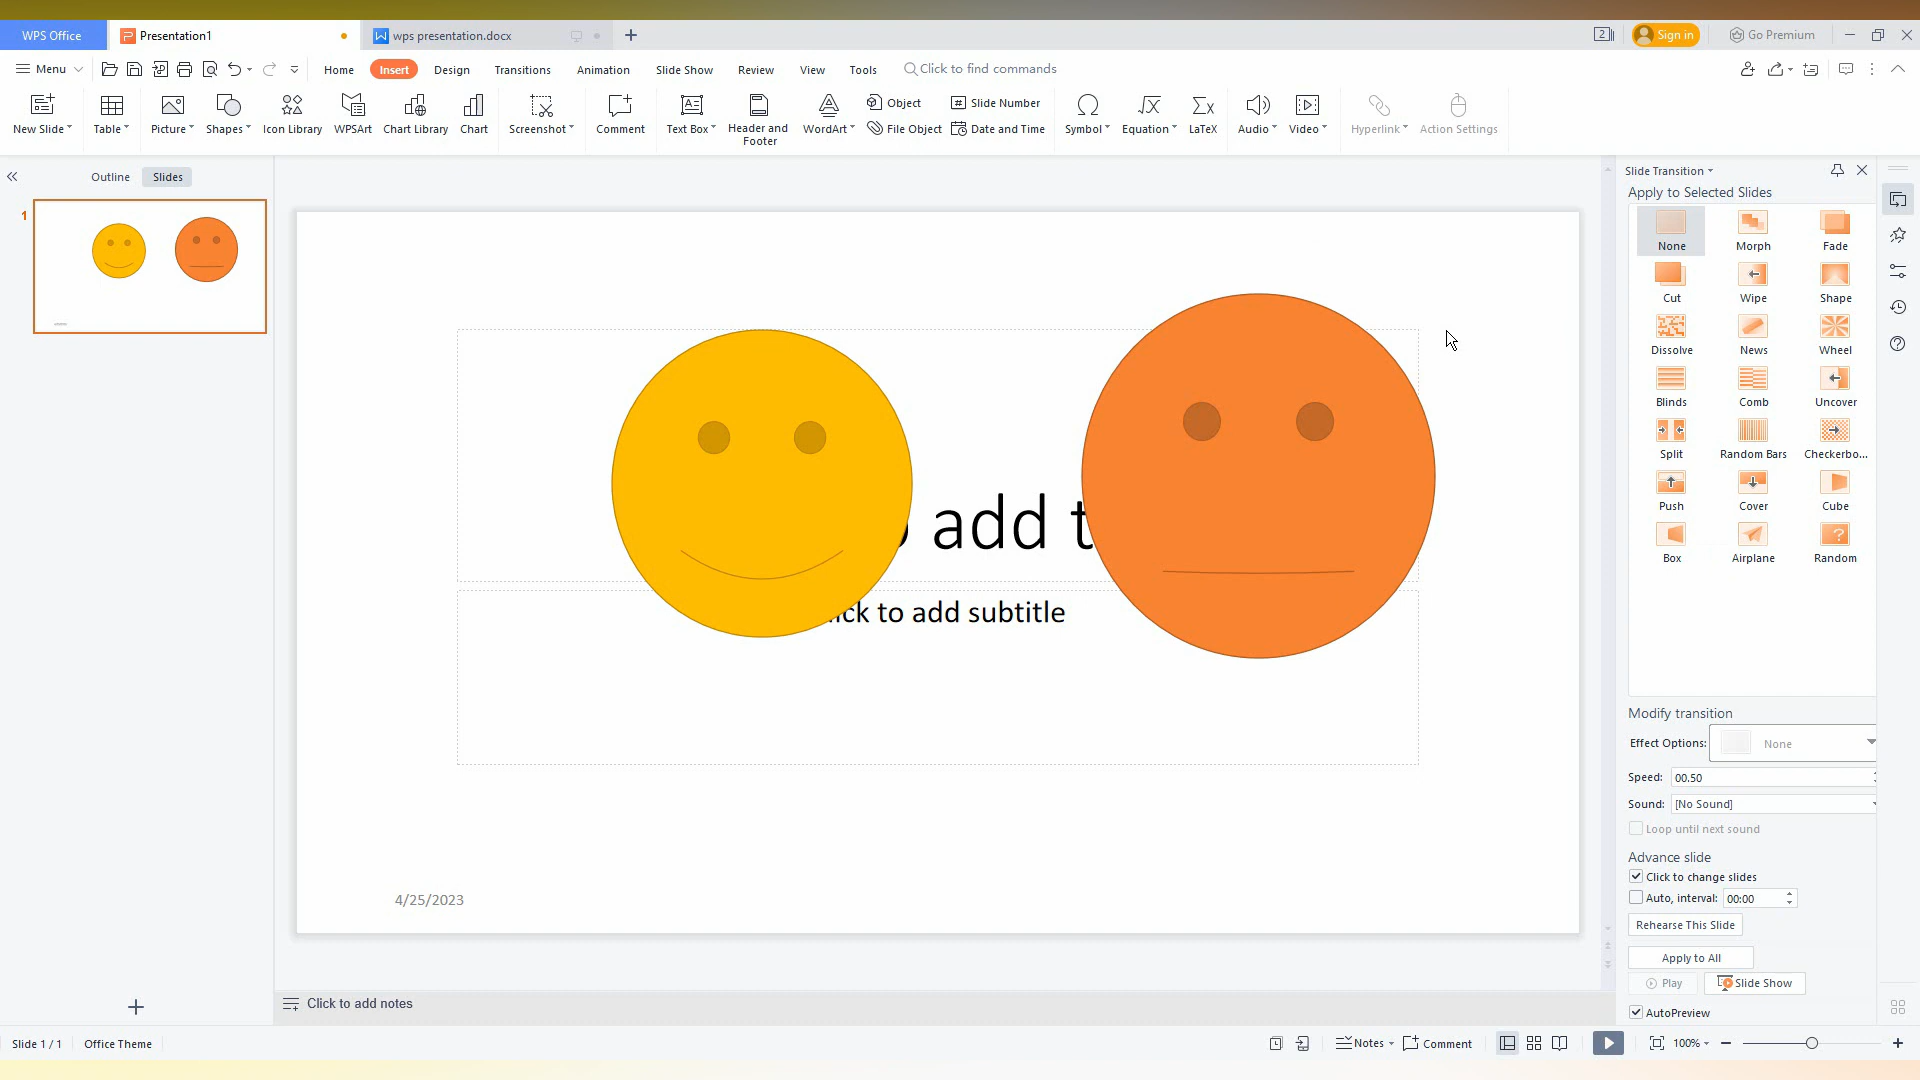 WPS Office
Presentation1
wps presentation.docx
2
Sign in
Go Premium
Menu
Home
Insert
Design
Transitions
Animation
Slide Show
Review
View
Tools
Click to find commands
New Slide
Table
Picture
Shapes
Icon Library
WPSArt
Chart Library
Chart
Screenshot
Comment
Text Box
Header and
Footer
WordArt
Object
File Object
Slide Number
Date and Time
Symbol
Equation
LaTeX
Audio
Video
Hyperlink
Action Settings
Outline
Slides
1
add t
ck to add subtitle
4/25/2023
Click to add notes
Slide Transition
Apply to Selected Slides
None
Morph
Fade
Cut
Wipe
Shape
Dissolve
News
Wheel
Blinds
Comb
Uncover
Split
Random Bars
Checkerbo...
Push
Cover
Cube
Box
Airplane
Random
Modify transition
Effect Options:
None
Speed:
00.50
Sound:
[No Sound]
Loop until next sound
Advance slide
Click to change slides
Auto, interval:
00:00
Rehearse This Slide
Apply to All
Play
Slide Show
AutoPreview
Slide 1 / 1
Office Theme
Notes
Comment
100%